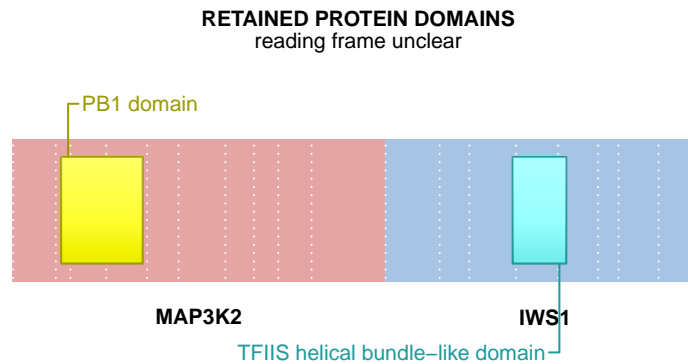 RETAINED PROTEIN DOMAINS
reading frame unclear
PB1 domain
MAP3K2
IWS1
TFIIS helical bundle−like domain